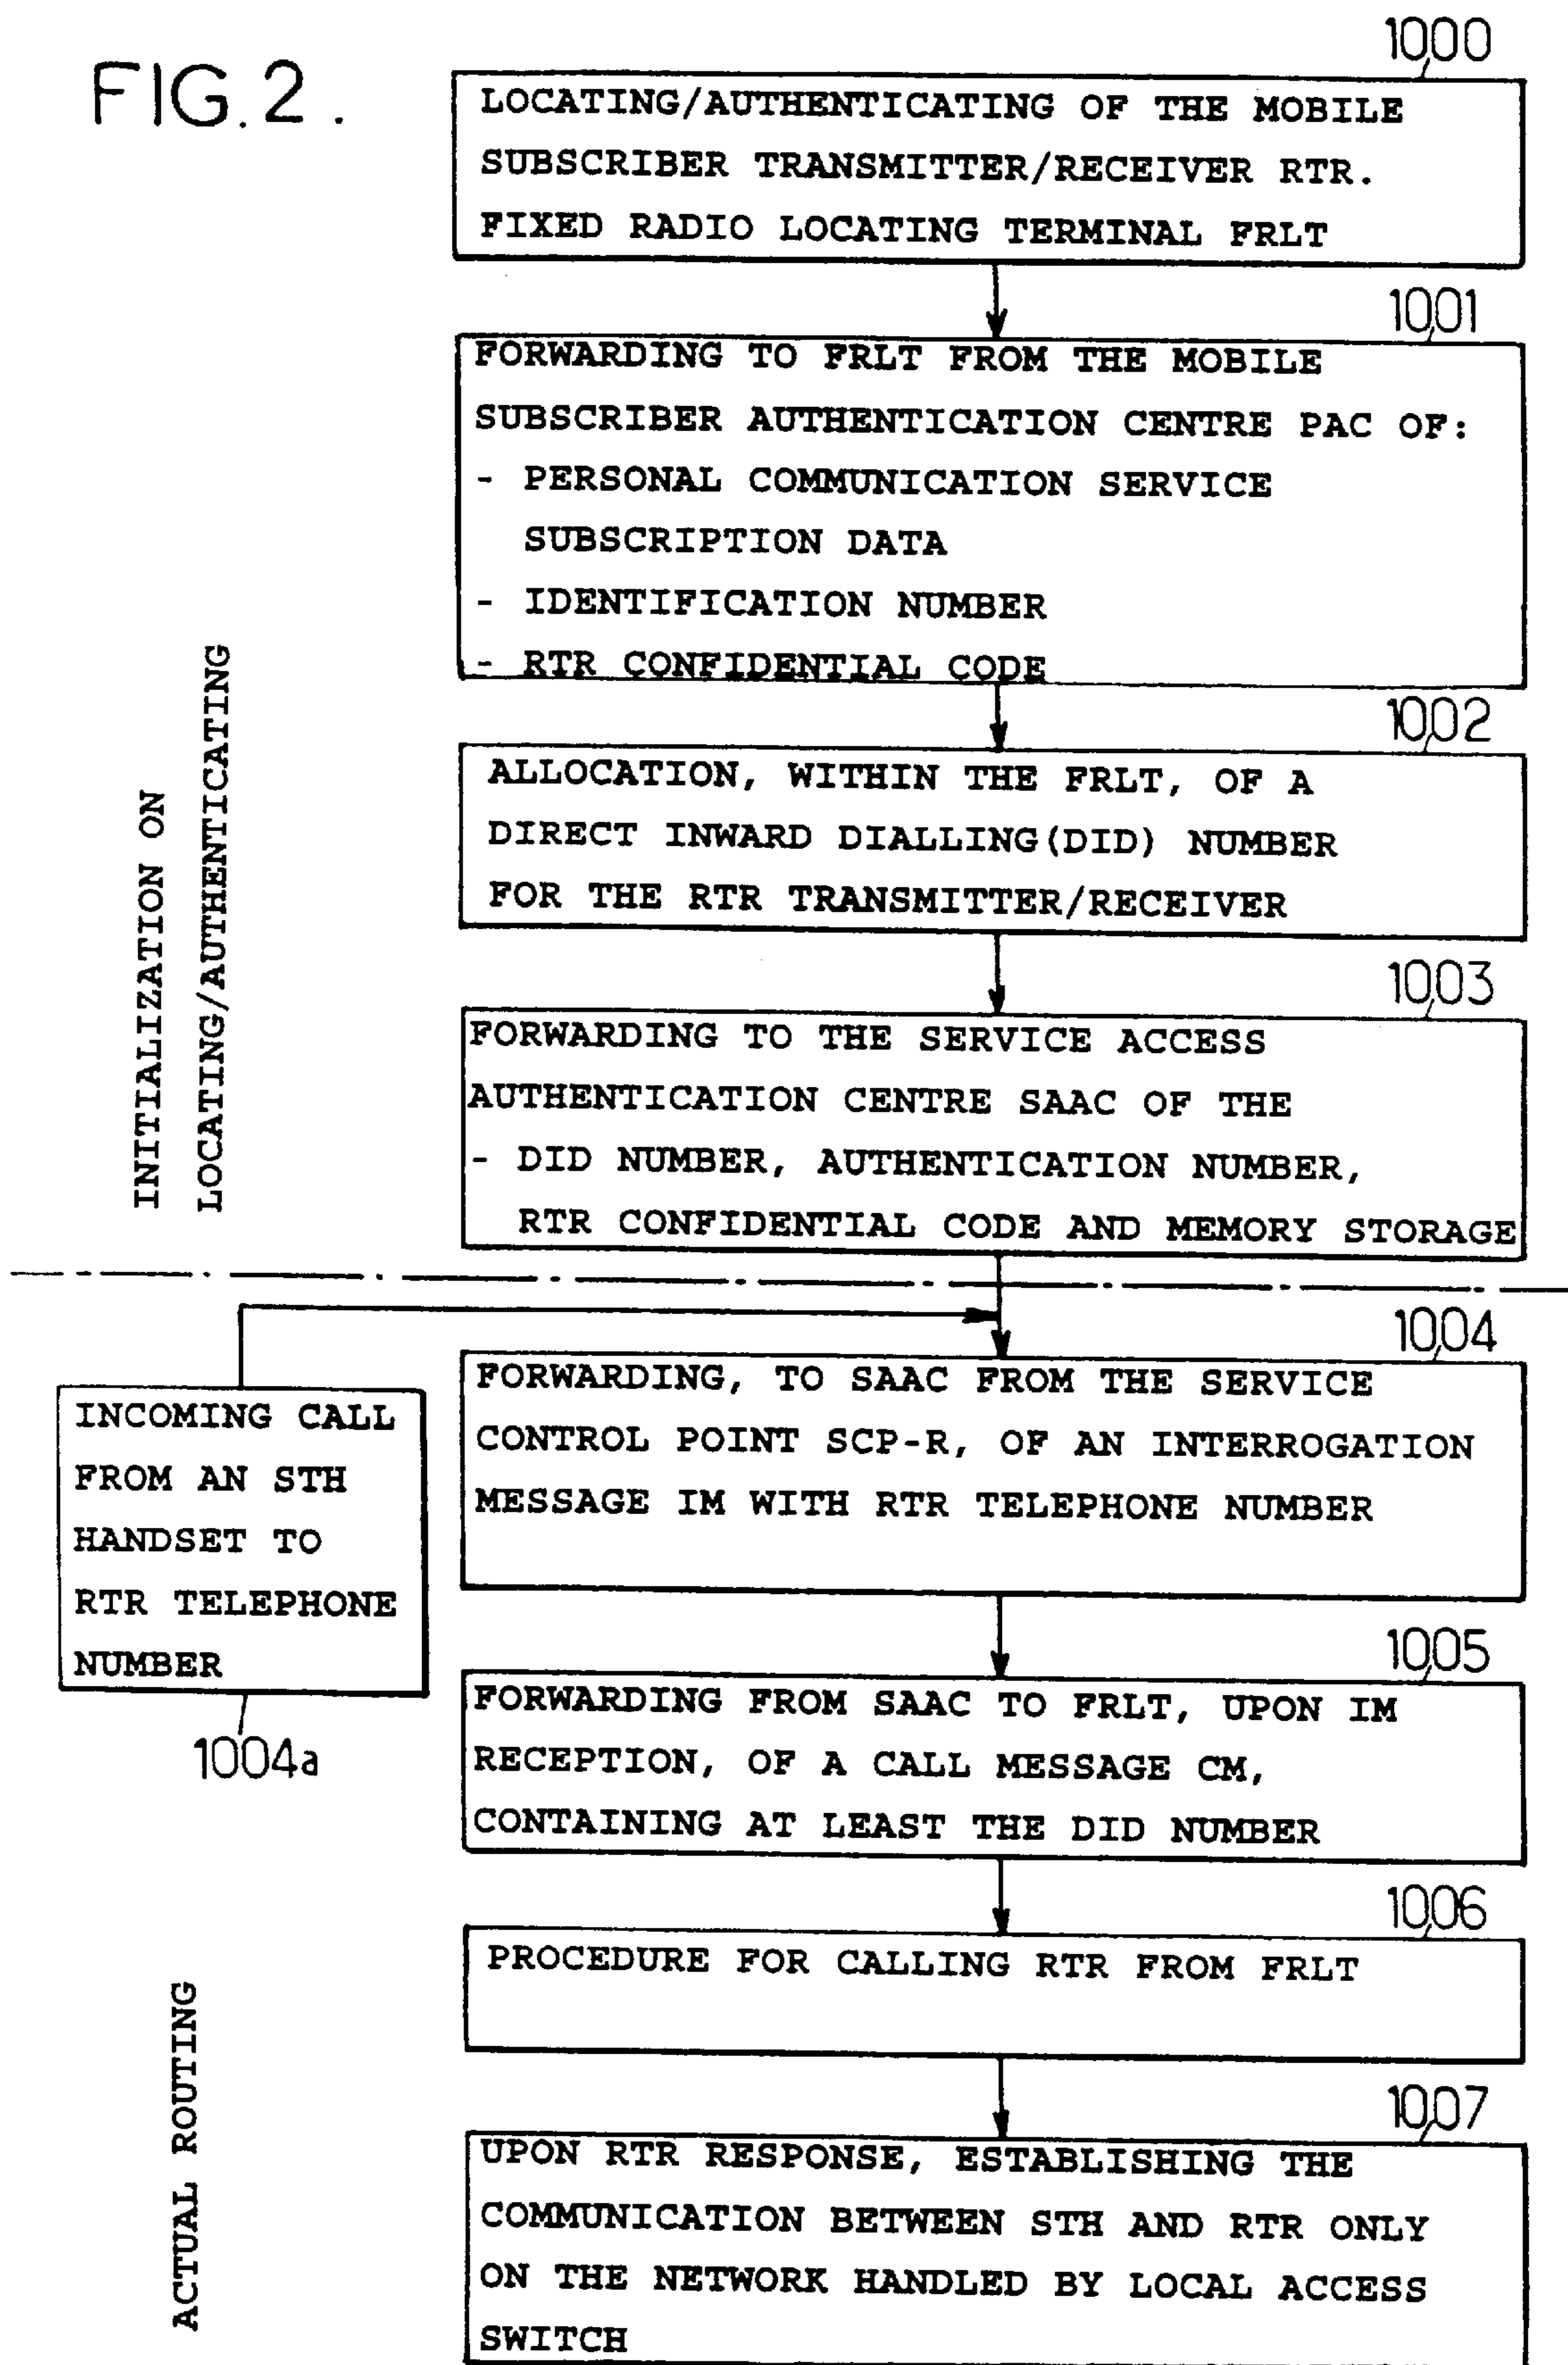 FIG.2.
1000
LOCATING/AUTHENTICATING OF THE MOBILE
SUBSCRIBER TRANSMITTER/RECEIVER RTR.
FIXED RADIO LOCATING TERMINAL FRLT
1001
FORWARDING TO FRLT FROM THE MOBILE
SUBSCRIBER AUTHENTICATION CENTRE PAC OF:
- PERSONAL COMMUNICATION SERVICE
SUBSCRIPTION DATA
- IDENTIFICATION NUMBER
- RTR CONFIDENTIAL CODE
1002
ALLOCATION, WITHIN THE FRLT, OF A
DIRECT INWARD DIALLING(DID) NUMBER
FOR THE RTR TRANSMITTER/RECEIVER
1003
FORWARDING TO THE SERVICE ACCESS
AUTHENTICATION CENTRE SAAC OF THE
- DID NUMBER, AUTHENTICATION NUMBER,
RTR CONFIDENTIAL CODE AND MEMORY STORAGE
INITIALIZATION ON
LOCATING/AUTHENTICATING
1004
FORWARDING, TO SAAC FROM THE SERVICE
CONTROL POINT SCP-R, OF AN INTERROGATION
MESSAGE IM WITH RTR TELEPHONE NUMBER
INCOMING CALL
FROM AN STH
HANDSET TO
RTR TELEPHONE
NUMBER
1004a
1005
FORWARDING FROM SAAC TO FRLT, UPON IM
RECEPTION, OF A CALL MESSAGE CM,
CONTAINING AT LEAST THE DID NUMBER
1006
PROCEDURE FOR CALLING RTR FROM FRLT
1007
UPON RTR RESPONSE, ESTABLISHING THE
COMMUNICATION BETWEEN STH AND RTR ONLY
ON THE NETWORK HANDLED BY LOCAL ACCESS
SWITCH
ACTUAL ROUTING